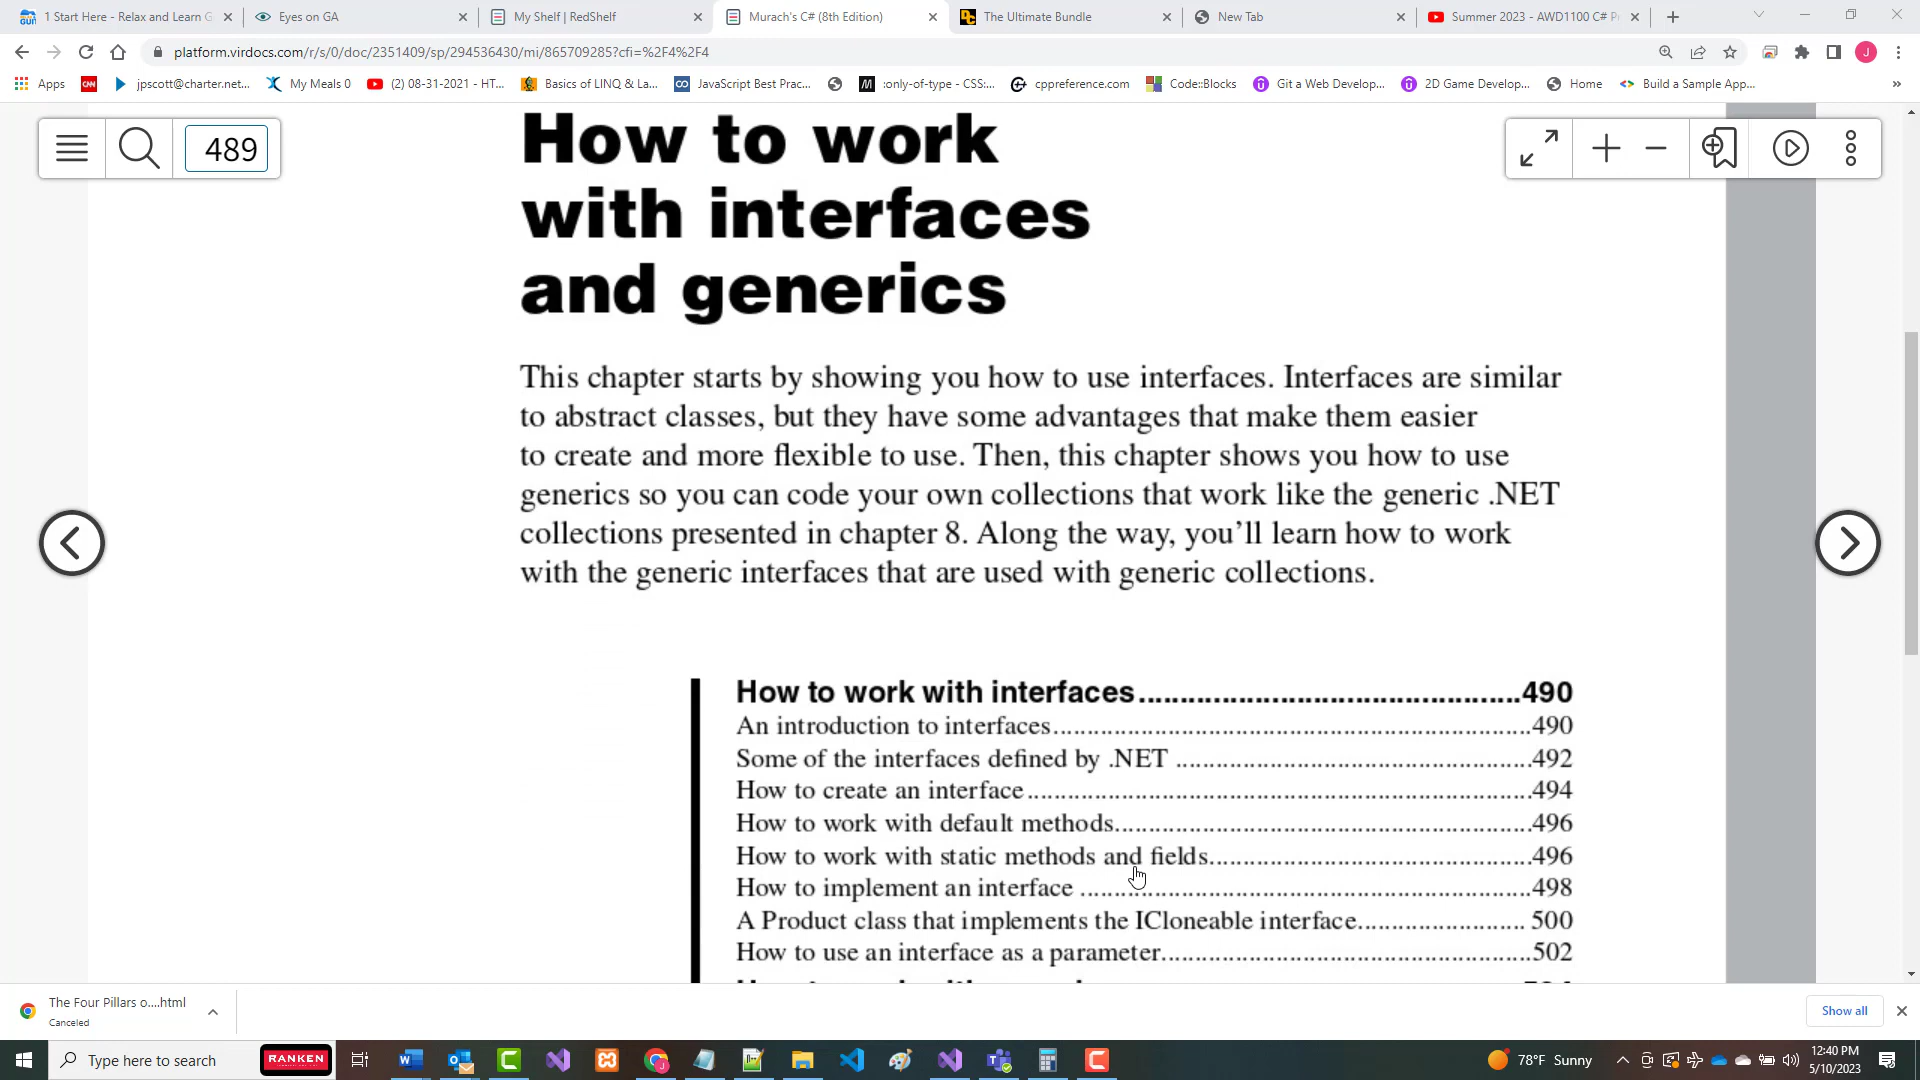 1 Start Here - Relax and Learn G
Eyes on GA
My Shelf | RedShelf
Murach's C# (8th Edition)
The Ultimate Bundle
New Tab
Summer 2023 - AWD1100 C# P
platform.virdocs.com/r/s/0/doc/2351409/sp/294536430/mi/865709285?cfi=%2F4%2F4
J
Apps
CNN
jpscott@charter.net...
My Meals 0
(2) 08-31-2021 - HT...
Basics of LINQ & La...
JavaScript Best Prac...
:only-of-type - CSS:...
cppreference.com
Code::Blocks
Git a Web Develop...
2D Game Develop...
Home
Build a Sample App...
»
489
How to work
with interfaces
and generics
This chapter starts by showing you how to use interfaces. Interfaces are similar
to abstract classes, but they have some advantages that make them easier
to create and more flexible to use. Then, this chapter shows you how to use
generics so you can code your own collections that work like the generic .NET
collections presented in chapter 8. Along the way, you'll learn how to work
with the generic interfaces that are used with generic collections.
How to work with interfaces..............................................490
An introduction to interfaces......................................................................490
Some of the interfaces defined by .NET ....................................................492
How to create an interface..........................................................................494
How to work with default methods.............................................................496
How to work with static methods and fields...............................................496
How to implement an interface ..................................................................498
A Product class that implements the ICloneable interface......................... 500
How to use an interface as a parameter......................................................502
The Four Pillars o....html
Canceled
Show all
Type here to search
RANKEN
78°F Sunny
12:40 PM
5/10/2023